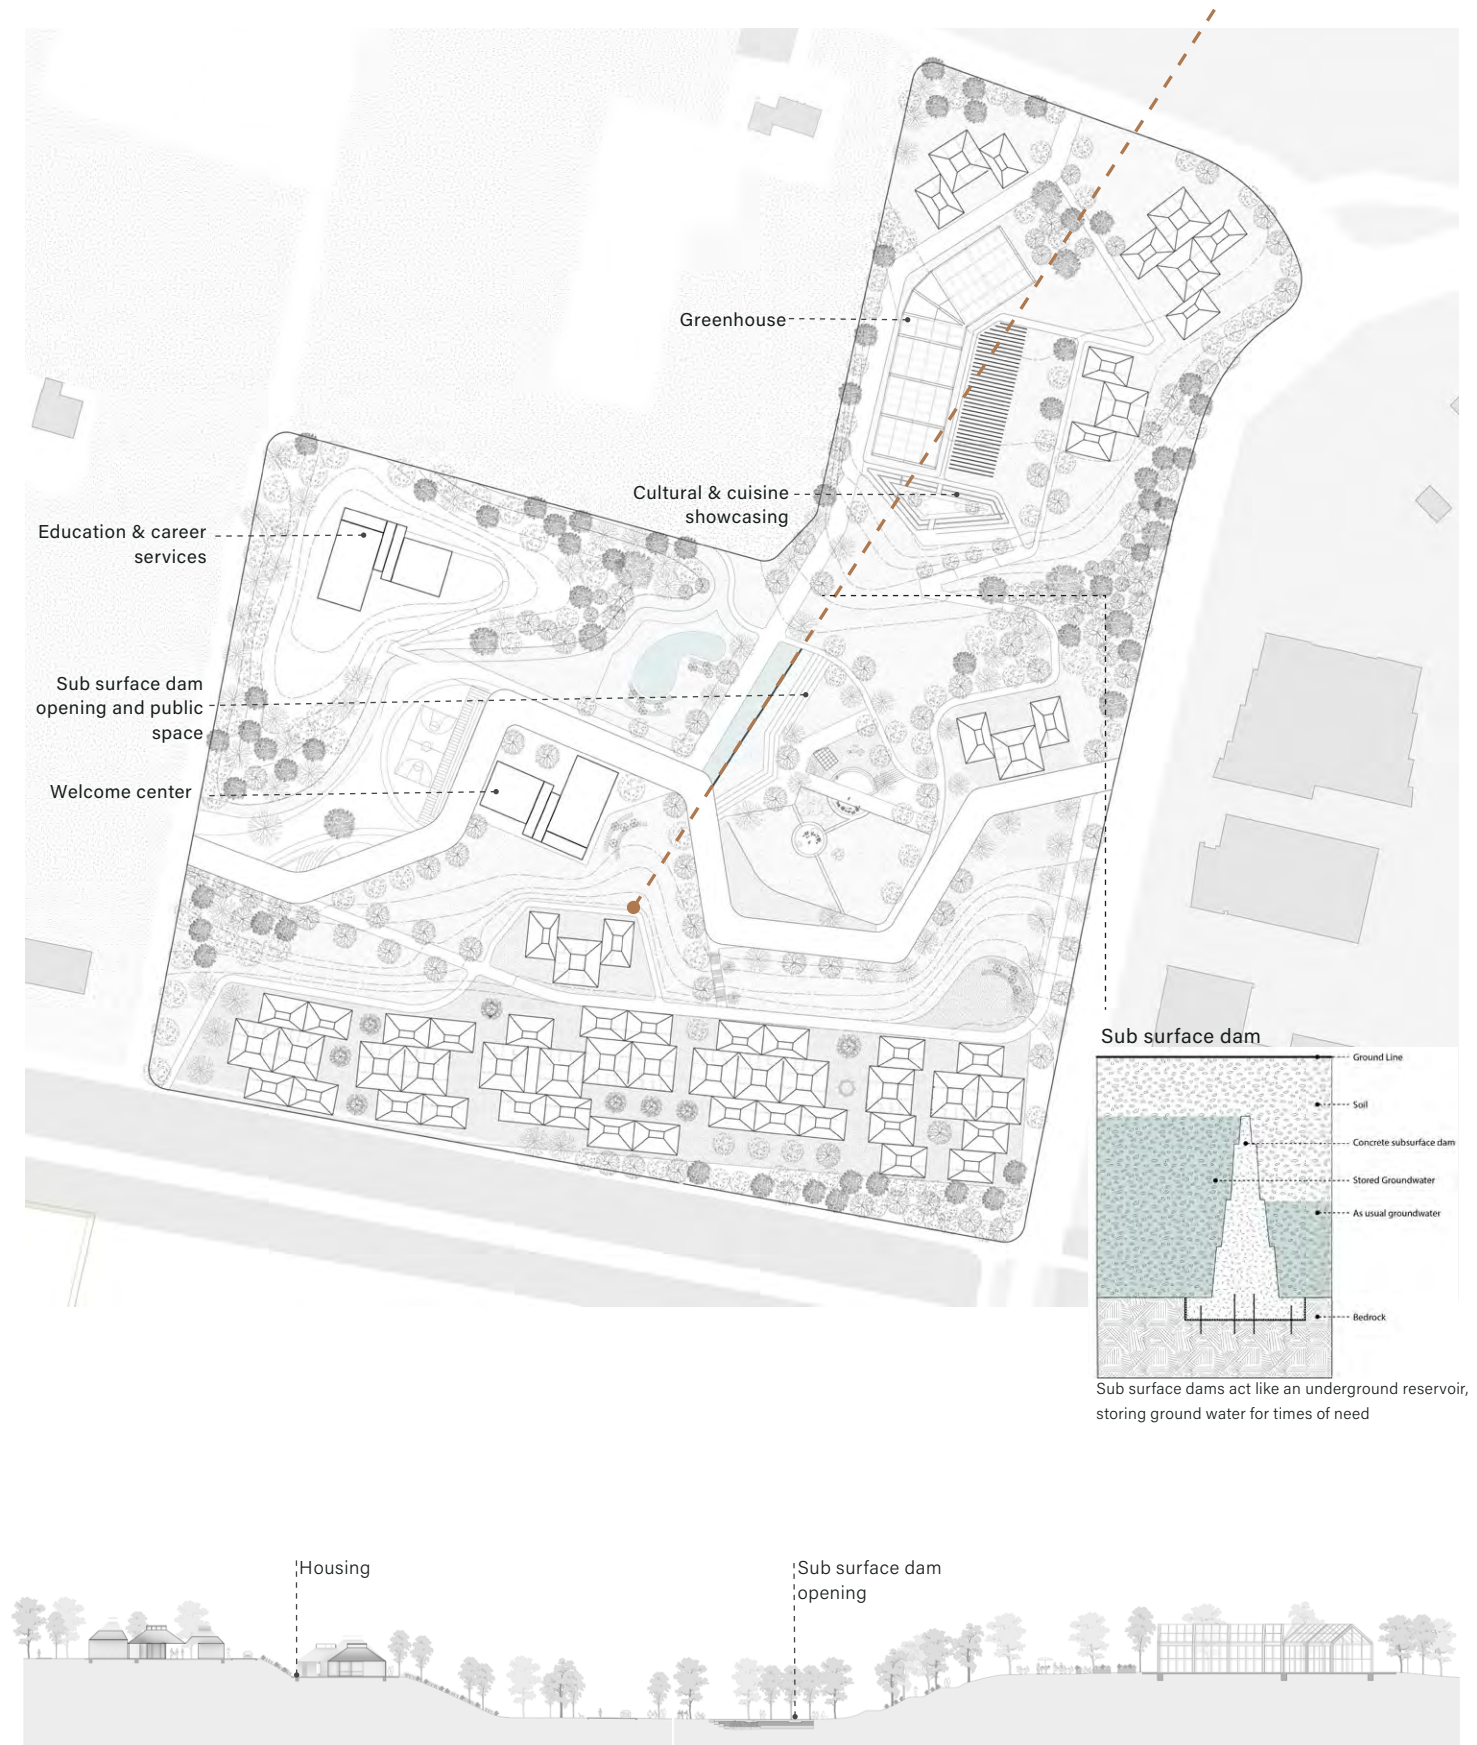 Greenhouse
Cultural & cuisine
showcasing
Education & career
services
Sub surface dam
opening and public
space
Welcome center
Sub surface dam
Ground Line
Soil
Concrete subsurface dam
Stored Groundwater
As usual groundwater
Bedrock
Sub surface dams act like an underground reservoir,
storing ground water for times of need
Housing
Sub surface dam
opening